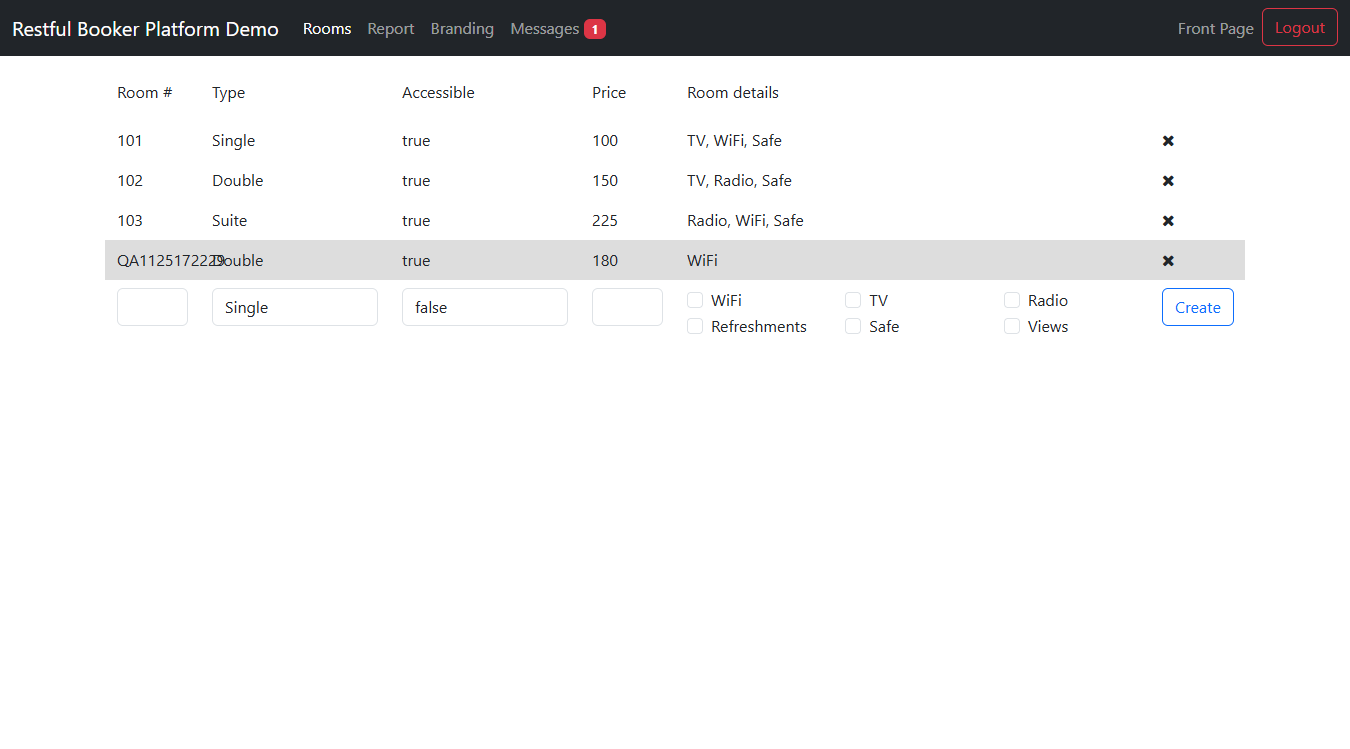 Restful Booker Platform Demo Rooms Report Branding Messages 1 Front Page Logout
Room # Type Accessible Price Room details
101 Single true 100 TV, WiFi, Safe
102 Double true 150 TV, Radio, Safe
103 Suite true 225 Radio, WiFi, Safe
QA1125172229 Double true 180 WiFi
Single false WiFi TV Radio Create
Refreshments Safe Views